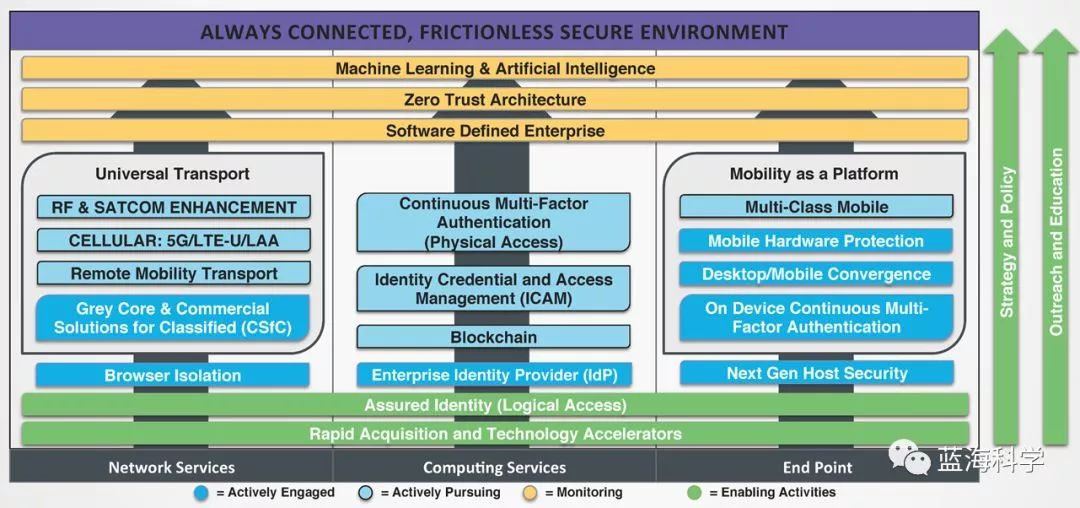 ALWAYS CONNECTED, FRICTIONLESS SECURE ENVIRONMENT
Machine Learning & Artificial Intelligence
Zero Trust Architecture
Software Defined Enterprise
Universal Transport
RF & SATCOM ENHANCEMENT
CELLULAR: 5G/LTE-U/LAA
Remote Mobility Transport
Grey Core & Commercial
Solutions for Classified (CSfC)
Browser Isolation
Continuous Multi-Factor
Authentication
(Physical Access)
Identity Credential and Access
Management (ICAM)
Blockchain
Enterprise Identity Provider (IdP)
Mobility as a Platform
Multi-Class Mobile
Mobile Hardware Protection
Desktop/Mobile Convergence
On Device Continuous Multi-
Factor Authentication
Next Gen Host Security
Assured Identity (Logical Access)
Rapid Acquisition and Technology Accelerators
Network Services
Computing Services
End Point
Strategy and Policy
Outreach and Education
蓝海科学
= Actively Engaged
= Actively Pursuing
= Monitoring
= Enabling Activities